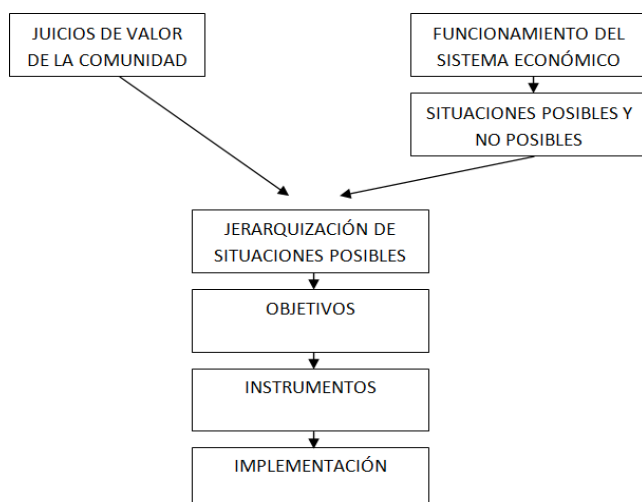 JUICIOS DE VALOR
DE LA COMUNIDAD
FUNCIONAMIENTO DEL
SISTEMA ECONÓMICO
SITUACIONES POSIBLES Y
NO POSIBLES
JERARQUIZACIÓN DE
SITUACIONES POSIBLES
OBJETIVOS
INSTRUMENTOS
IMPLEMENTACIÓN